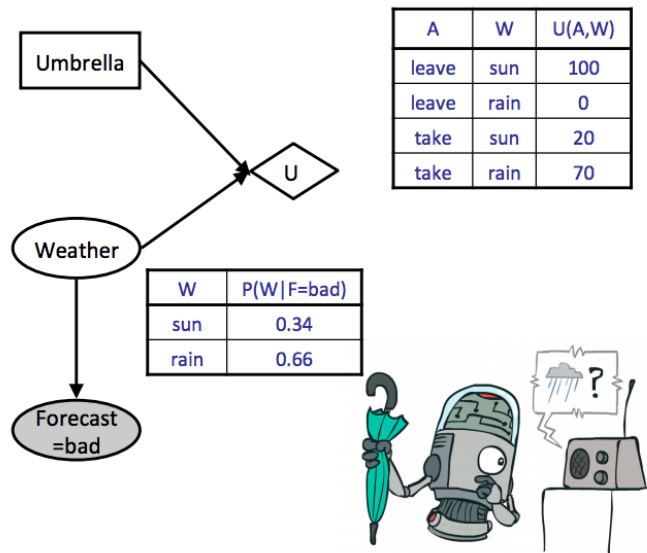 Umbrella
A W U(A,W)
leave sun 100
leave rain 0
take sun 20
take rain 70
U
Weather
W P(W|F=bad)
sun 0.34
rain 0.66
Forecast
=bad
?